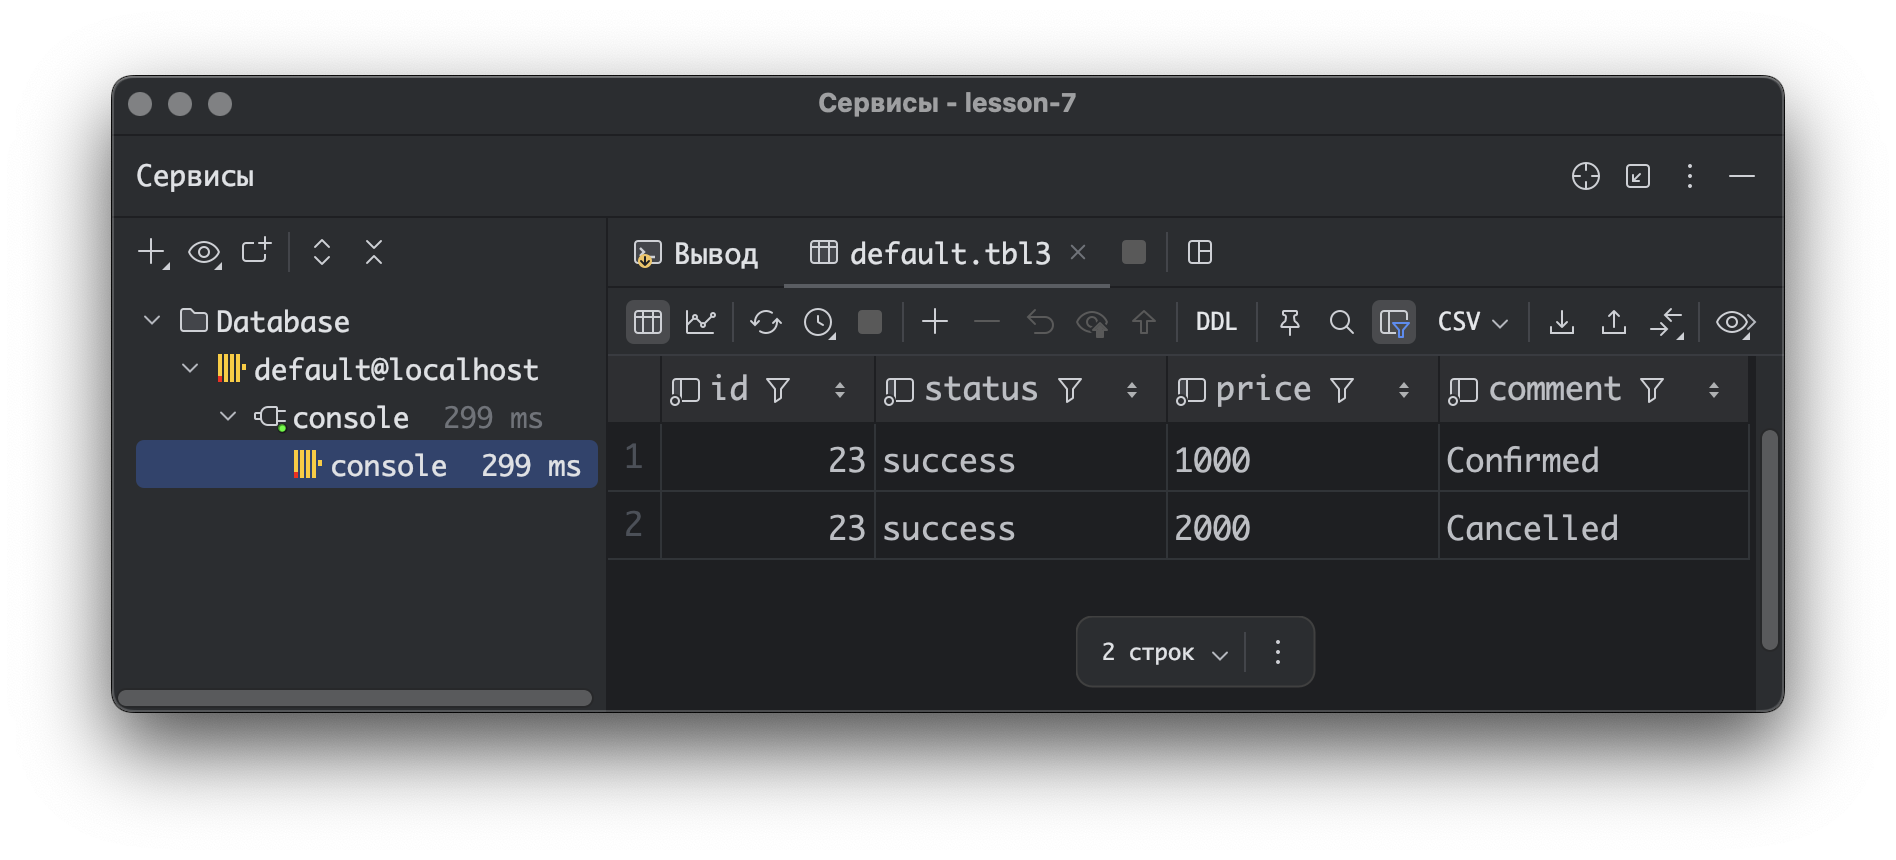 Сервисы - lesson-7
Сервисы
Database
default@localhost
console 299 ms
console 299 ms
Вывод default.tbl3
DDL CSV
id status price comment
1 23 success 1000 Confirmed
2 23 success 2000 Cancelled
2 строк